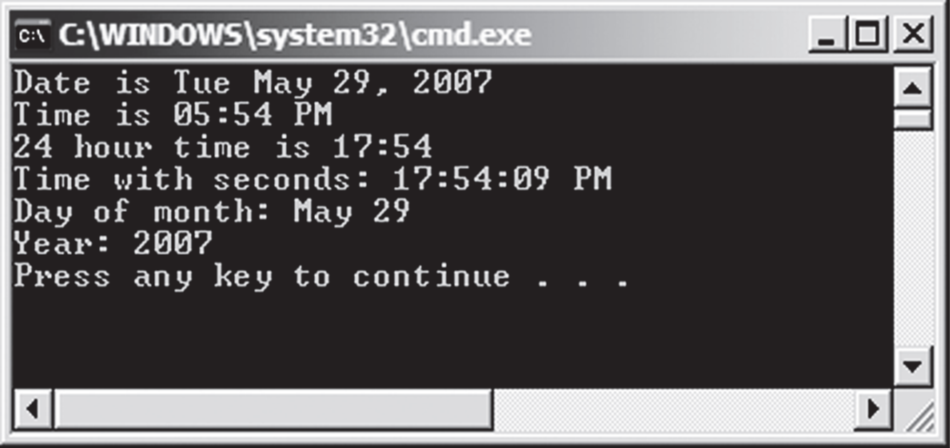 C:\WINDOWS\system32\cmd.exe
Date is Tue May 29, 2007
Time is 05:54 PM
24 hour time is 17:54
Time with seconds: 17:54:09 PM
Day of month: May 29
Year: 2007
Press any key to continue . . .